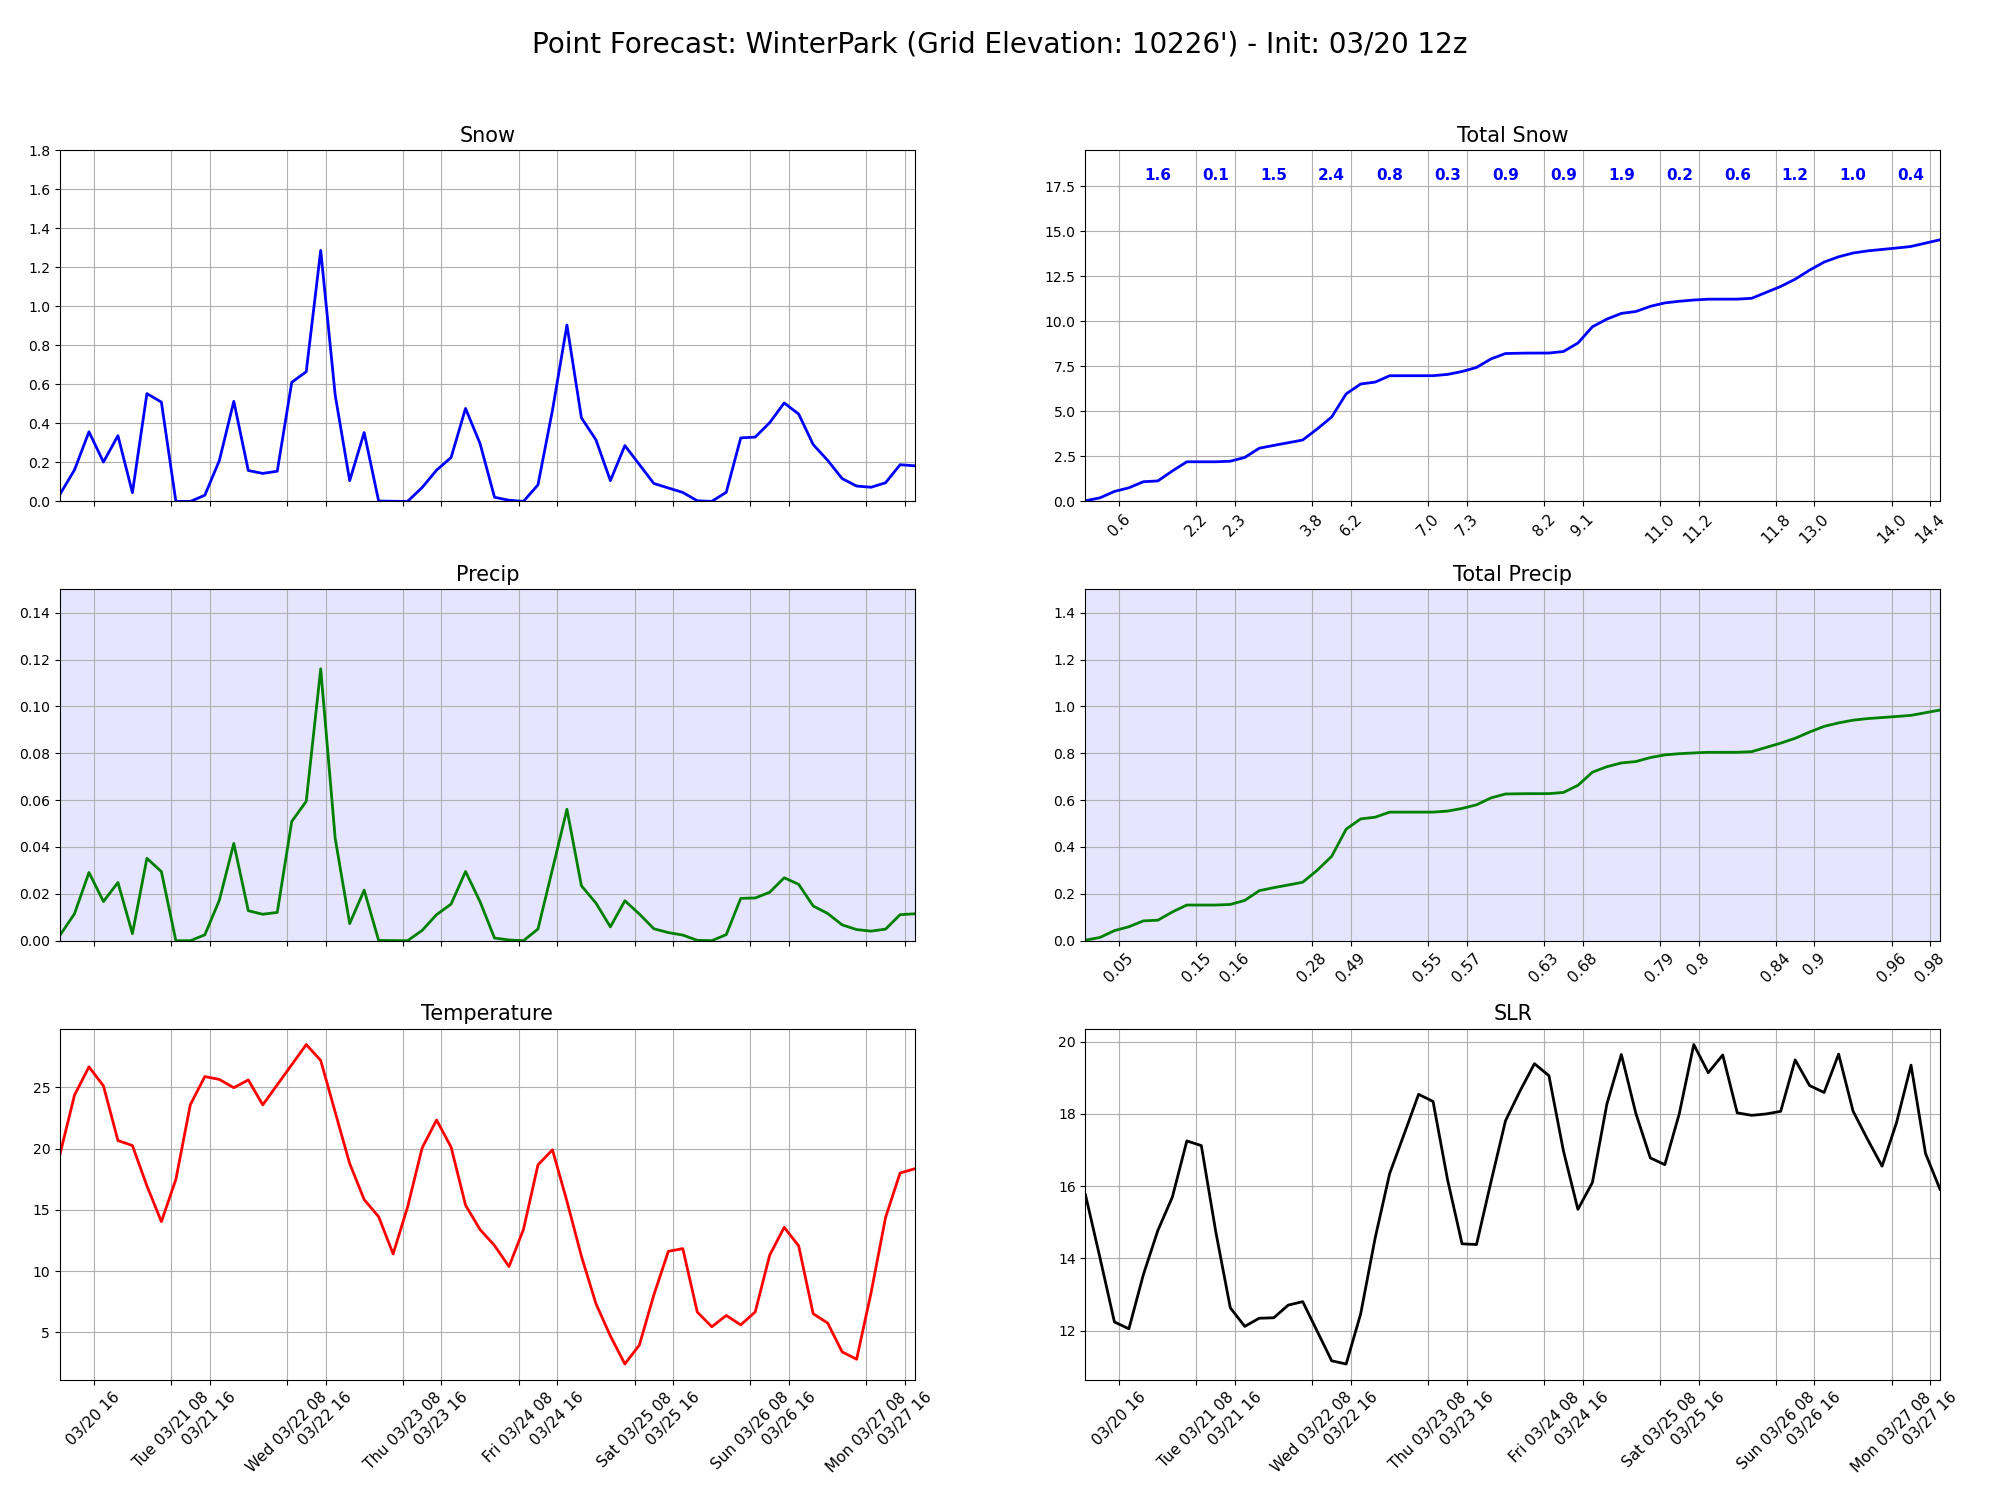 Point Forecast: WinterPark (Grid Elevation: 10226') - Init: 03/20 12z
Snow
1.8
1.6
1.4
1.2
1.0
0.8
0.6
0.4
0.2
0.0
Total Snow
1.6 0.1 1.5 2.4 0.8 0.3 0.9 0.9 1.9 0.2 0.6 1.2 1.0 0.4
17.5
15.0
12.5
10.0
7.5
5.0
2.5
0.0
0.6 2.2 2.3 3.8 6.2 7.0 7.3 8.2 9.1 11.0 11.2 11.8 13.0 14.0 14.4
Precip
0.14
0.12
0.10
0.08
0.06
0.04
0.02
0.00
Total Precip
1.4
1.2
1.0
0.8
0.6
0.4
0.2
0.0
0.05 0.15 0.16 0.28 0.49 0.55 0.57 0.63 0.68 0.79 0.8 0.84 0.9 0.96 0.98
Temperature
25
20
15
10
5
03/20 16
Tue 03/21 08
03/21 16
Wed 03/22 08
03/22 16
Thu 03/23 08
03/23 16
Fri 03/24 08
03/24 16
Sat 03/25 08
03/25 16
Sun 03/26 08
03/26 16
Mon 03/27 08
03/27 16
SLR
20
18
16
14
12
03/20 16
Tue 03/21 08
03/21 16
Wed 03/22 08
03/22 16
Thu 03/23 08
03/23 16
Fri 03/24 08
03/24 16
Sat 03/25 08
03/25 16
Sun 03/26 08
03/26 16
Mon 03/27 08
03/27 16